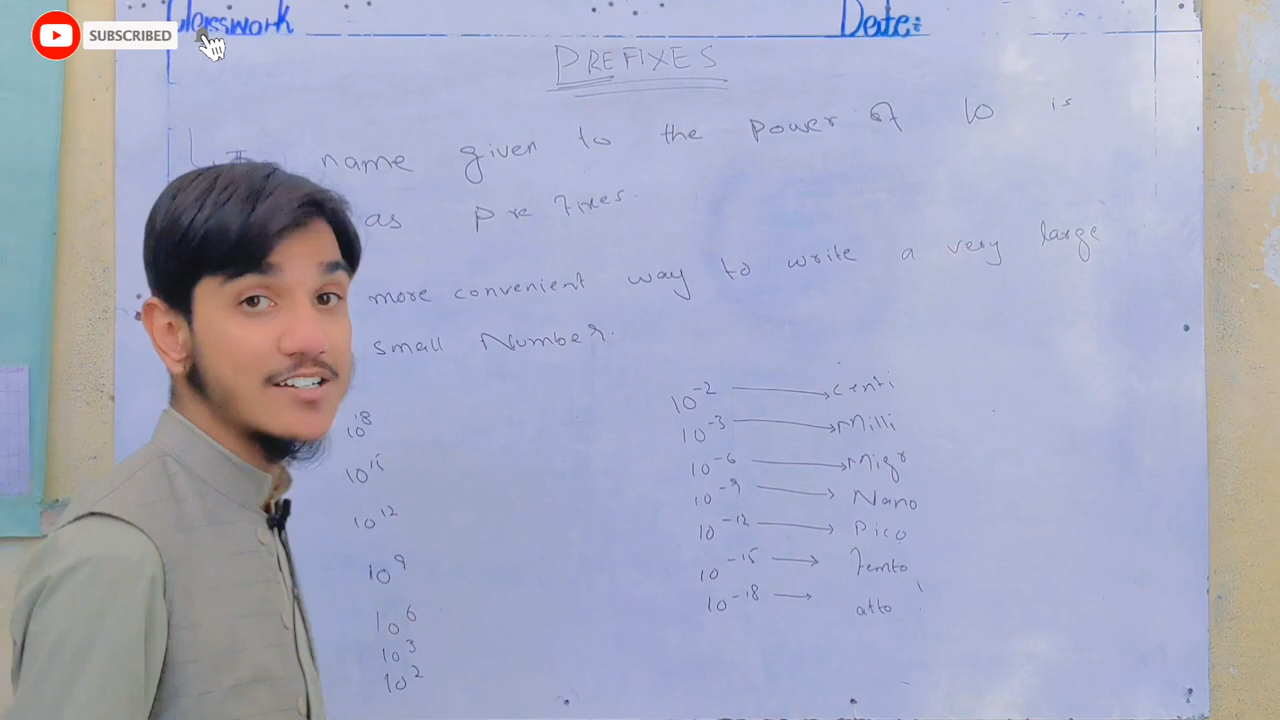 Classwork
Date:
SUBSCRIBED
PREFIXES
name given to the power of 10 is
as prefixes.
more convenient way to write a very large
small Number.
10^18
10^15
10^12
10^9
10^6
10^3
10^2
10^-2 → centi
10^-3 → Milli
10^-6 →
10^-9 → Nano
10^-12 → Pico
10^-15 → Femto
10^-18 → atto